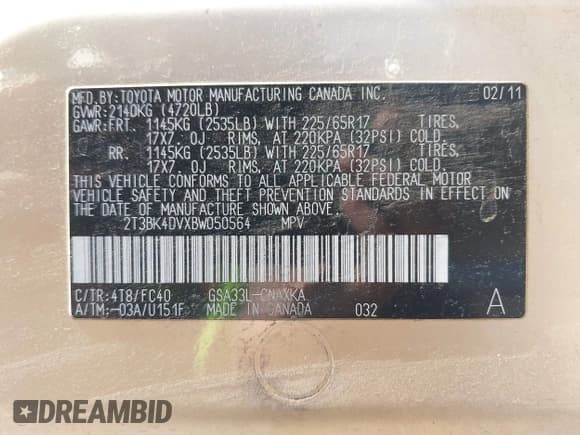 MFD.BY:TOYOTA MOTOR MANUFACTURING CANADA INC. 02/11
GVWR:2140KG (4720LB)
GAWR:FRT. 1145KG (2535LB) WITH 225/65R17 TIRES,
17X7.0J RIMS, AT 220KPA (32PSI) COLD.
RR. 1145KG (2535LB) WITH 225/65R17 TIRES,
17X7.0J RIMS, AT 220KPA (32PSI) COLD.
THIS VEHICLE CONFORMS TO ALL APPLICABLE FEDERAL MOTOR
VEHICLE SAFETY AND THEFT PREVENTION STANDARDS IN EFFECT
ON THE DATE OF MANUFACTURE SHOWN ABOVE.
2T3BK4DVXBW050564 MPV
C/TR:4T8/FC40 GSA33L-CNAXKA
A/TM:-03A/U151F MADE IN CANADA 032 A
DREAMBID